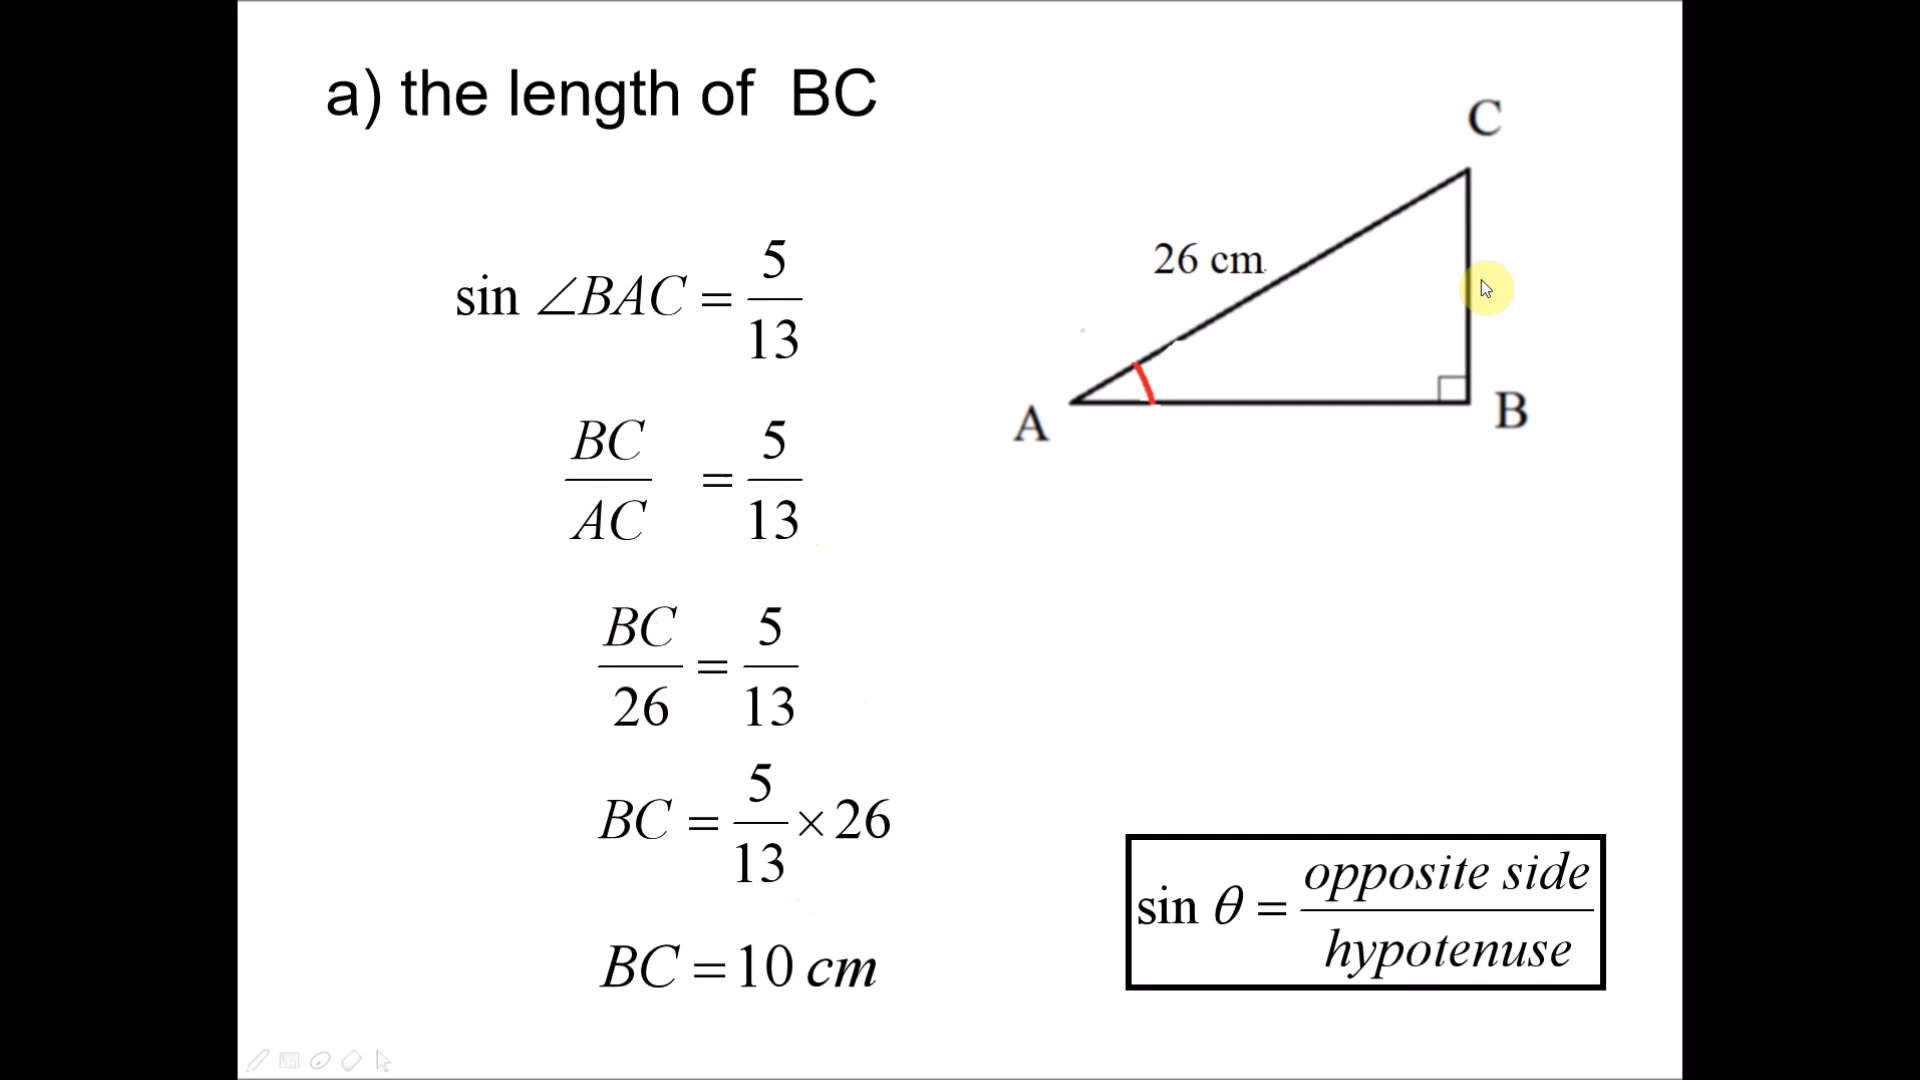 a) the length of BC
C
26 cm
A
B
sin ∠BAC = 5/13
BC/AC = 5/13
BC/26 = 5/13
BC = 5/13 × 26
BC = 10 cm
sin θ = opposite side/hypotenuse